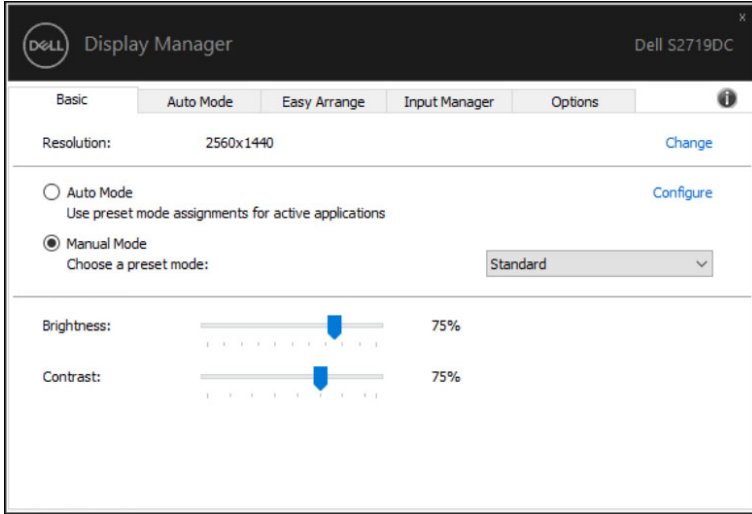 x
DELL Display Manager Dell S2719DC
Basic Auto Mode Easy Arrange Input Manager Options i
Resolution: 2560x1440 Change
Auto Mode Configure
Use preset mode assignments for active applications
Manual Mode
Choose a preset mode: Standard
Brightness: 75%
Contrast: 75%